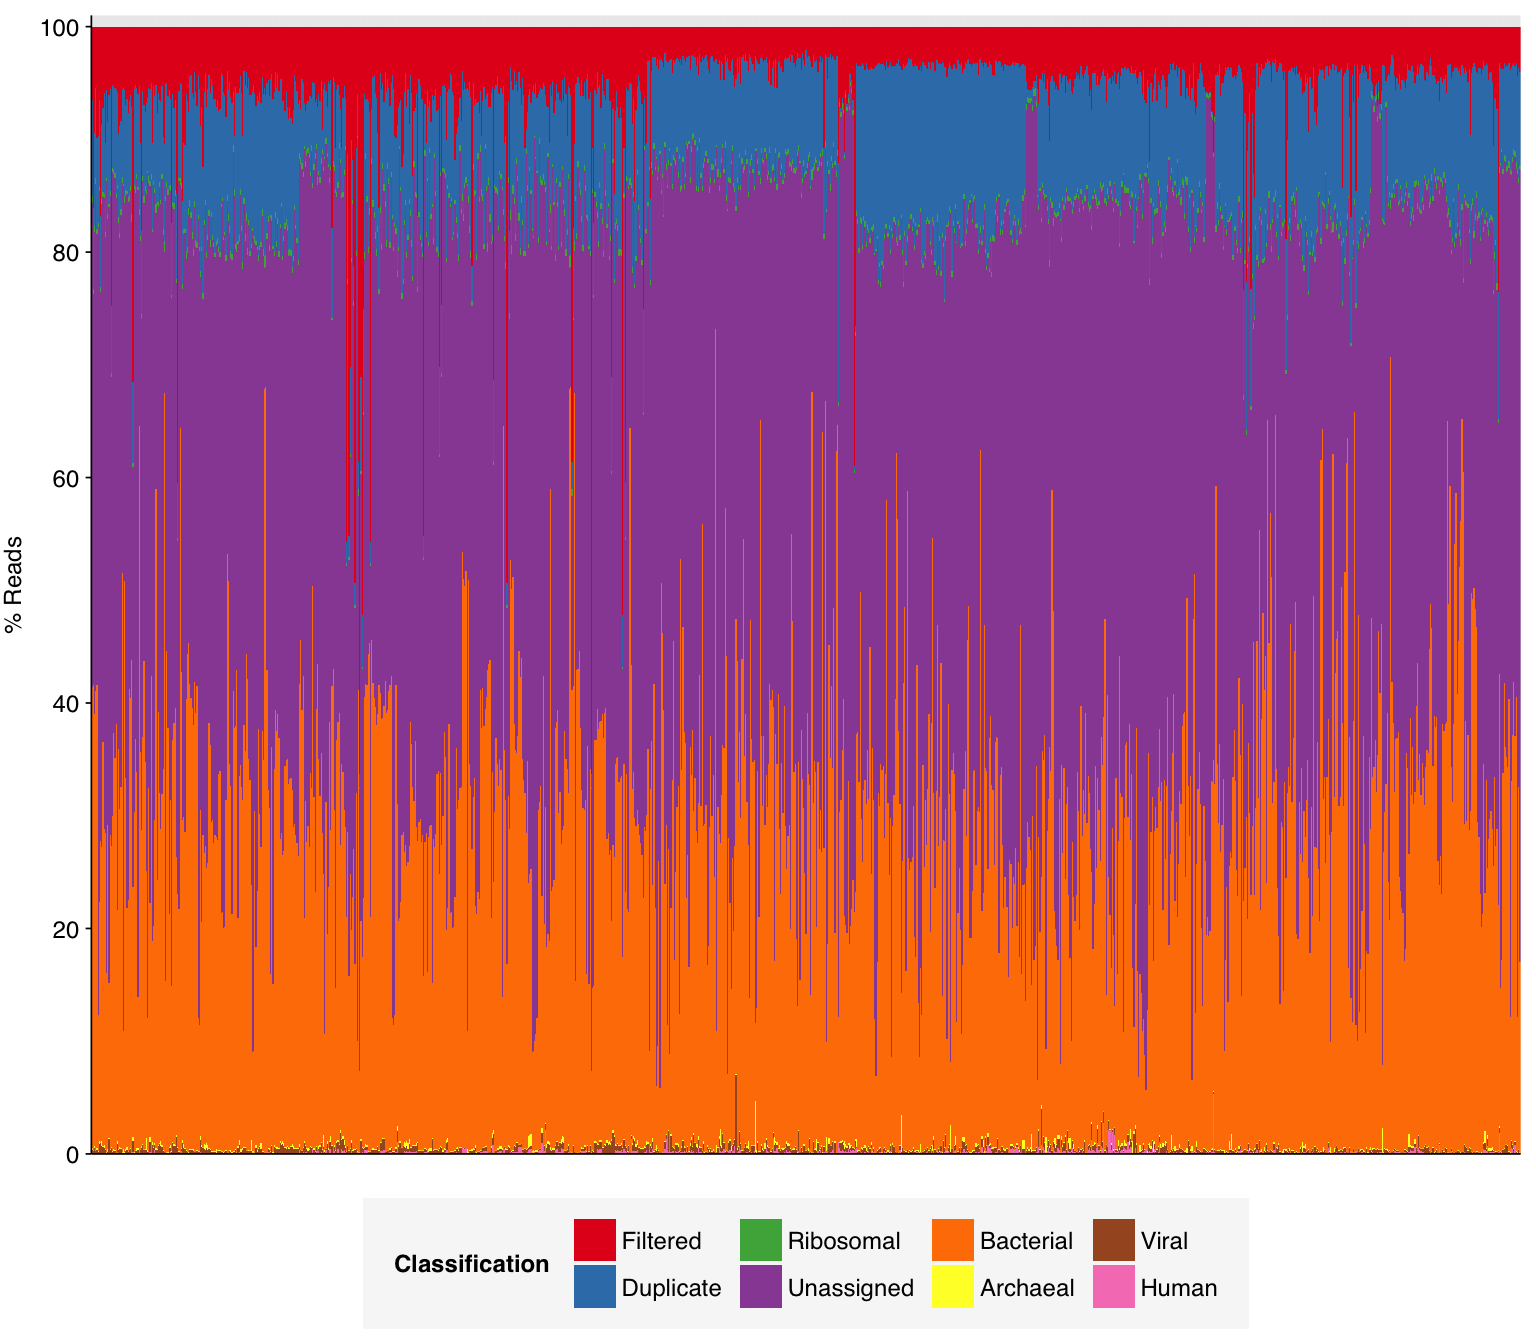 100
80
60
40
20
0
% Reads
Classification
Filtered
Ribosomal
Bacterial
Viral
Duplicate
Unassigned
Archaeal
Human